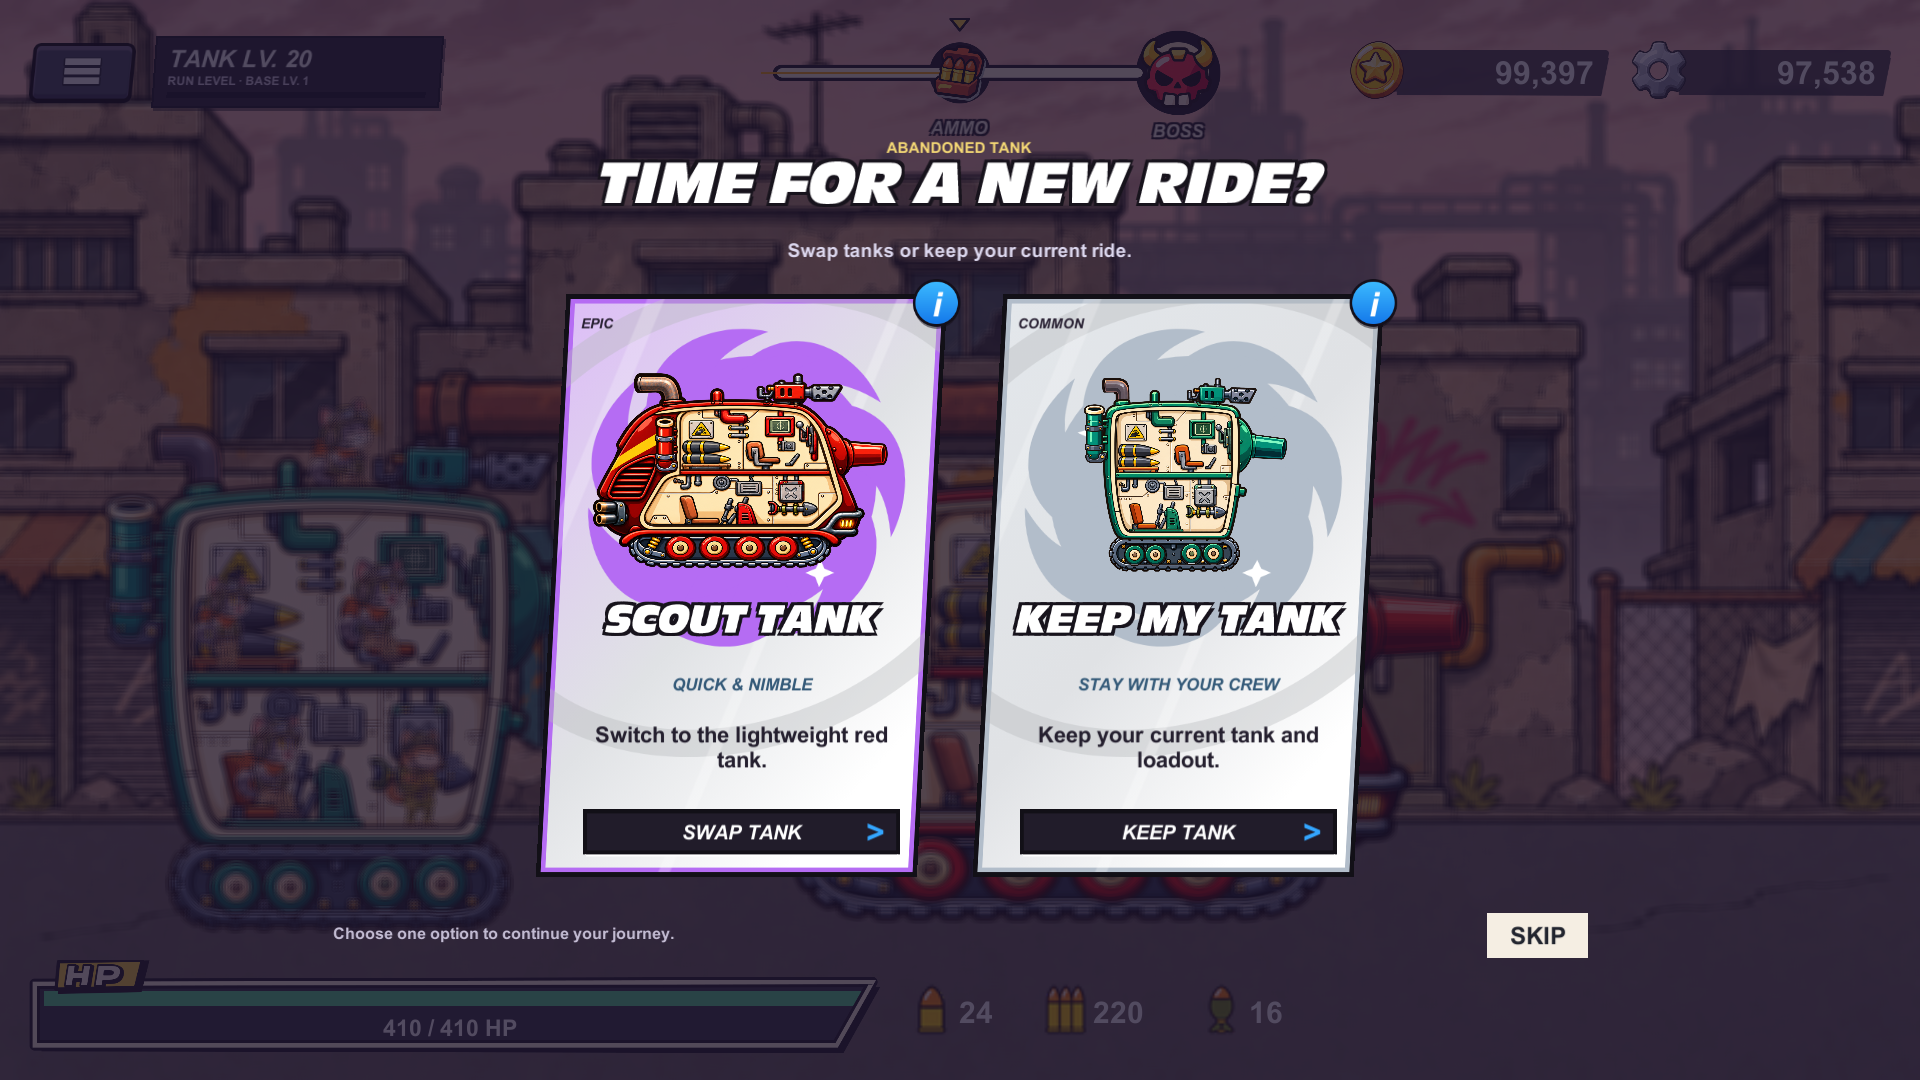 TANK LV. 20
RUN LEVEL · BASE LV. 1
AMMO
BOSS
99,397
97,538
ABANDONED TANK
TIME FOR A NEW RIDE?
Swap tanks or keep your current ride.
EPIC
i
SCOUT TANK
QUICK & NIMBLE
Switch to the lightweight red
tank.
SWAP TANK >
COMMON
i
KEEP MY TANK
STAY WITH YOUR CREW
Keep your current tank and
loadout.
KEEP TANK >
Choose one option to continue your journey.
SKIP
HP
410 / 410 HP
24
220
16